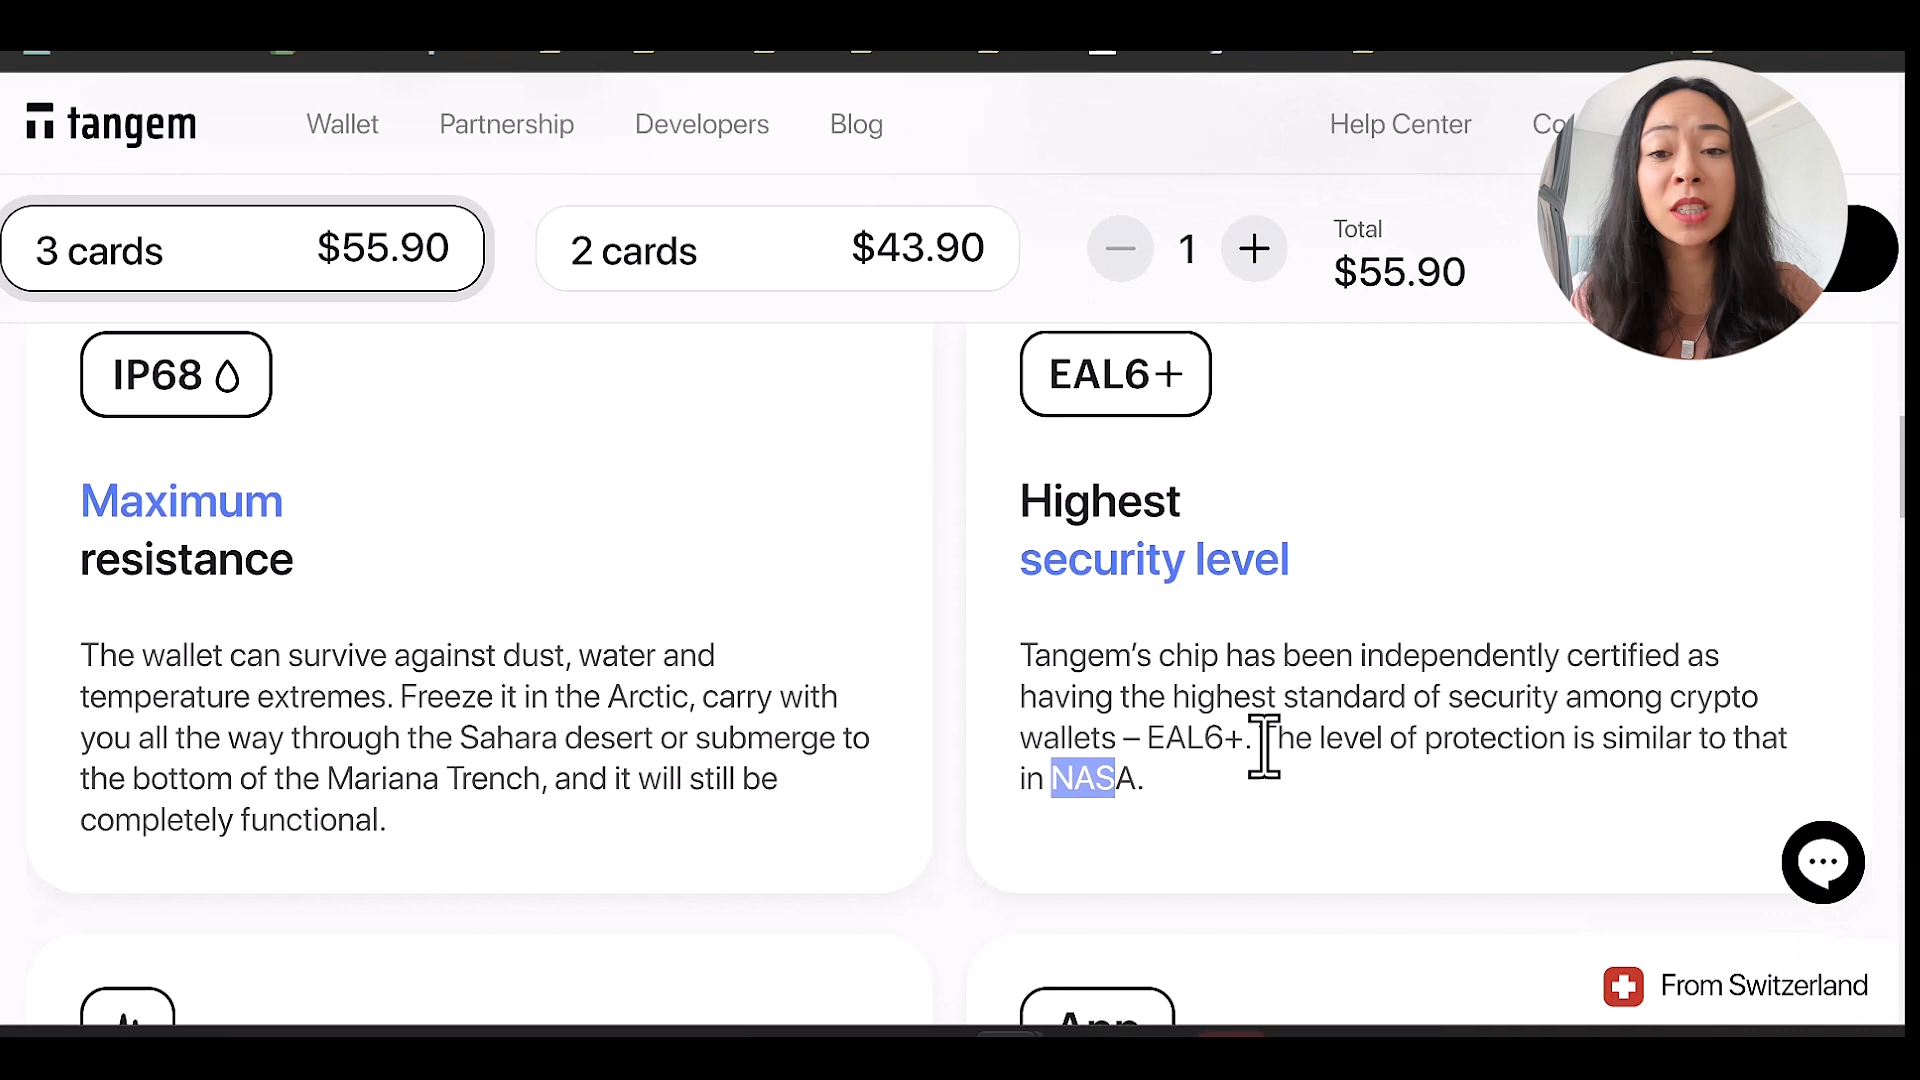 tangem
Wallet
Partnership
Developers
Blog
Help Center
Co
3 cards $55.90
2 cards $43.90
1
Total
$55.90
IP68
EAL6+
Maximum
resistance
Highest
security level
The wallet can survive against dust, water and
temperature extremes. Freeze it in the Arctic, carry with
you all the way through the Sahara desert or submerge to
the bottom of the Mariana Trench, and it will still be
completely functional.
Tangem’s chip has been independently certified as
having the highest standard of security among crypto
wallets – EAL6+. The level of protection is similar to that
in NASA.
From Switzerland
App